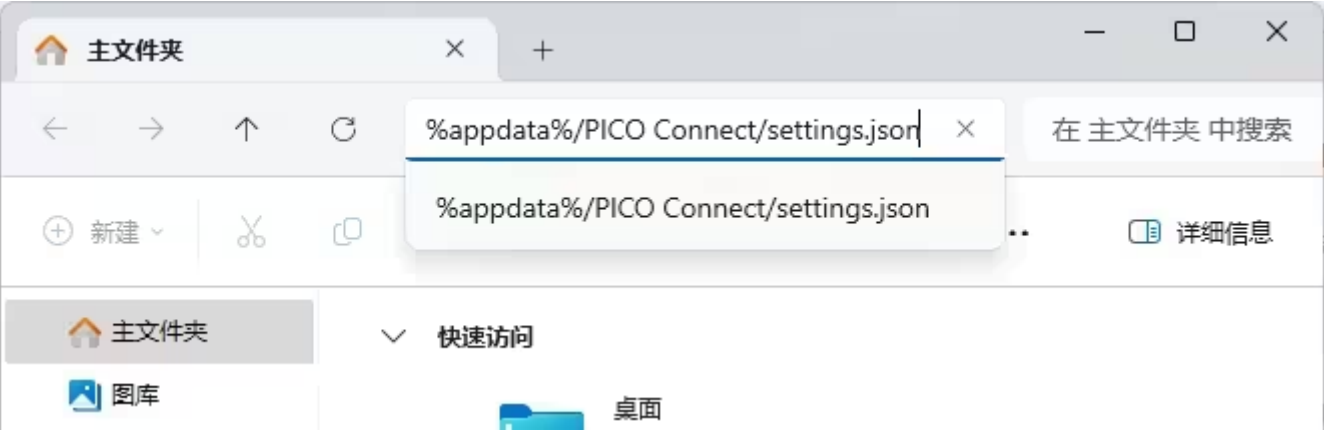 主文件夹
%appdata%/PICO Connect/settings.json
在 主文件夹 中搜索
%appdata%/PICO Connect/settings.json
新建
详细信息
主文件夹
快速访问
图库
桌面